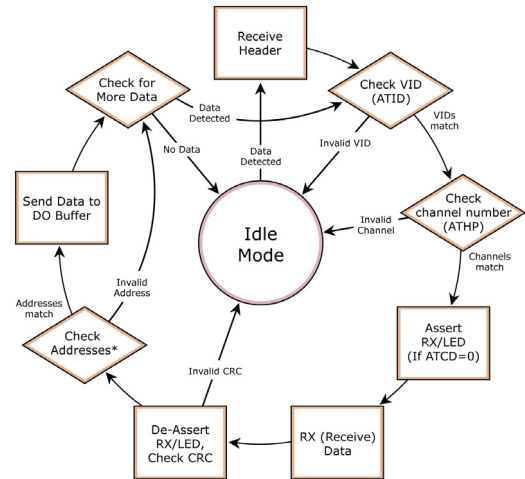 Receive
Header
Check for
More Data
Check VID
(ATID)
Data
Detected
VIDs
match
No Data
Data
Detected
Invalid VID
Send Data to
DO Buffer
Check
channel number
(ATHP)
Invalid
Channel
Idle
Mode
Channels
match
Invalid
Address
Addresses
match
Assert
RX/LED
(If ATCD=0)
Check
Addresses*
Invalid CRC
De-Assert
RX/LED,
Check CRC
RX (Receive)
Data